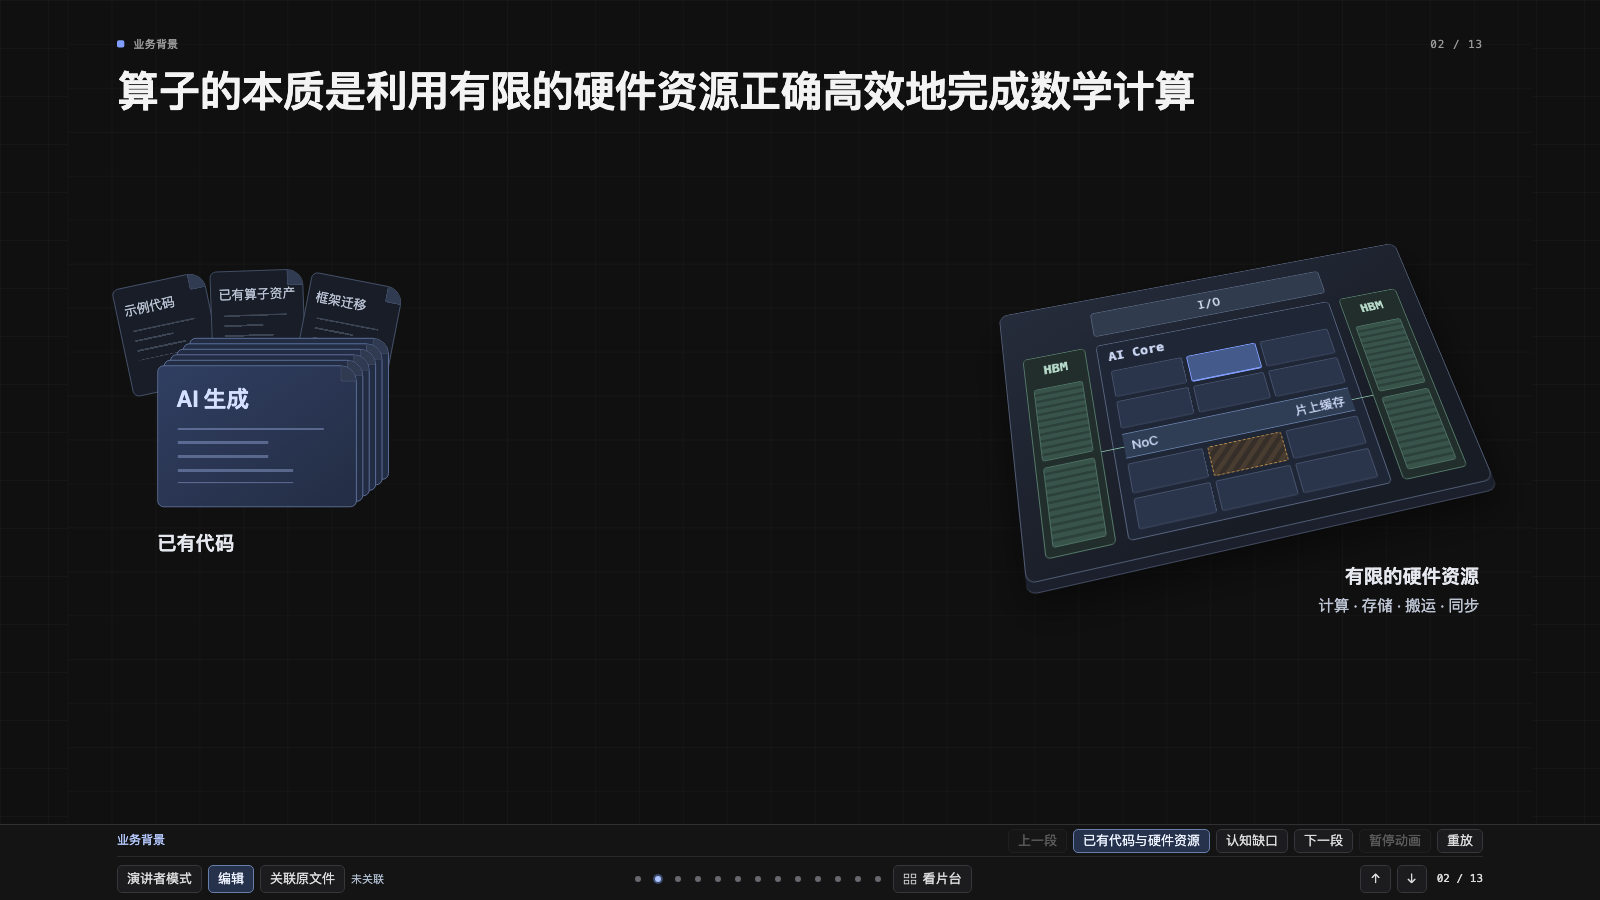 业务背景
02 / 13
算子的本质是利用有限的硬件资源正确高效地完成数学计算
示例代码
已有算子资产
框架迁移
AI 生成
已有代码
I/O
HBM
AI Core
HBM
片上缓存
NoC
有限的硬件资源
计算 · 存储 · 搬运 · 同步
业务背景
上一段
已有代码与硬件资源
认知缺口
下一段
暂停动画
重放
演讲者模式
编辑
关联原文件
未关联
看片台
↑
↓
02 / 13